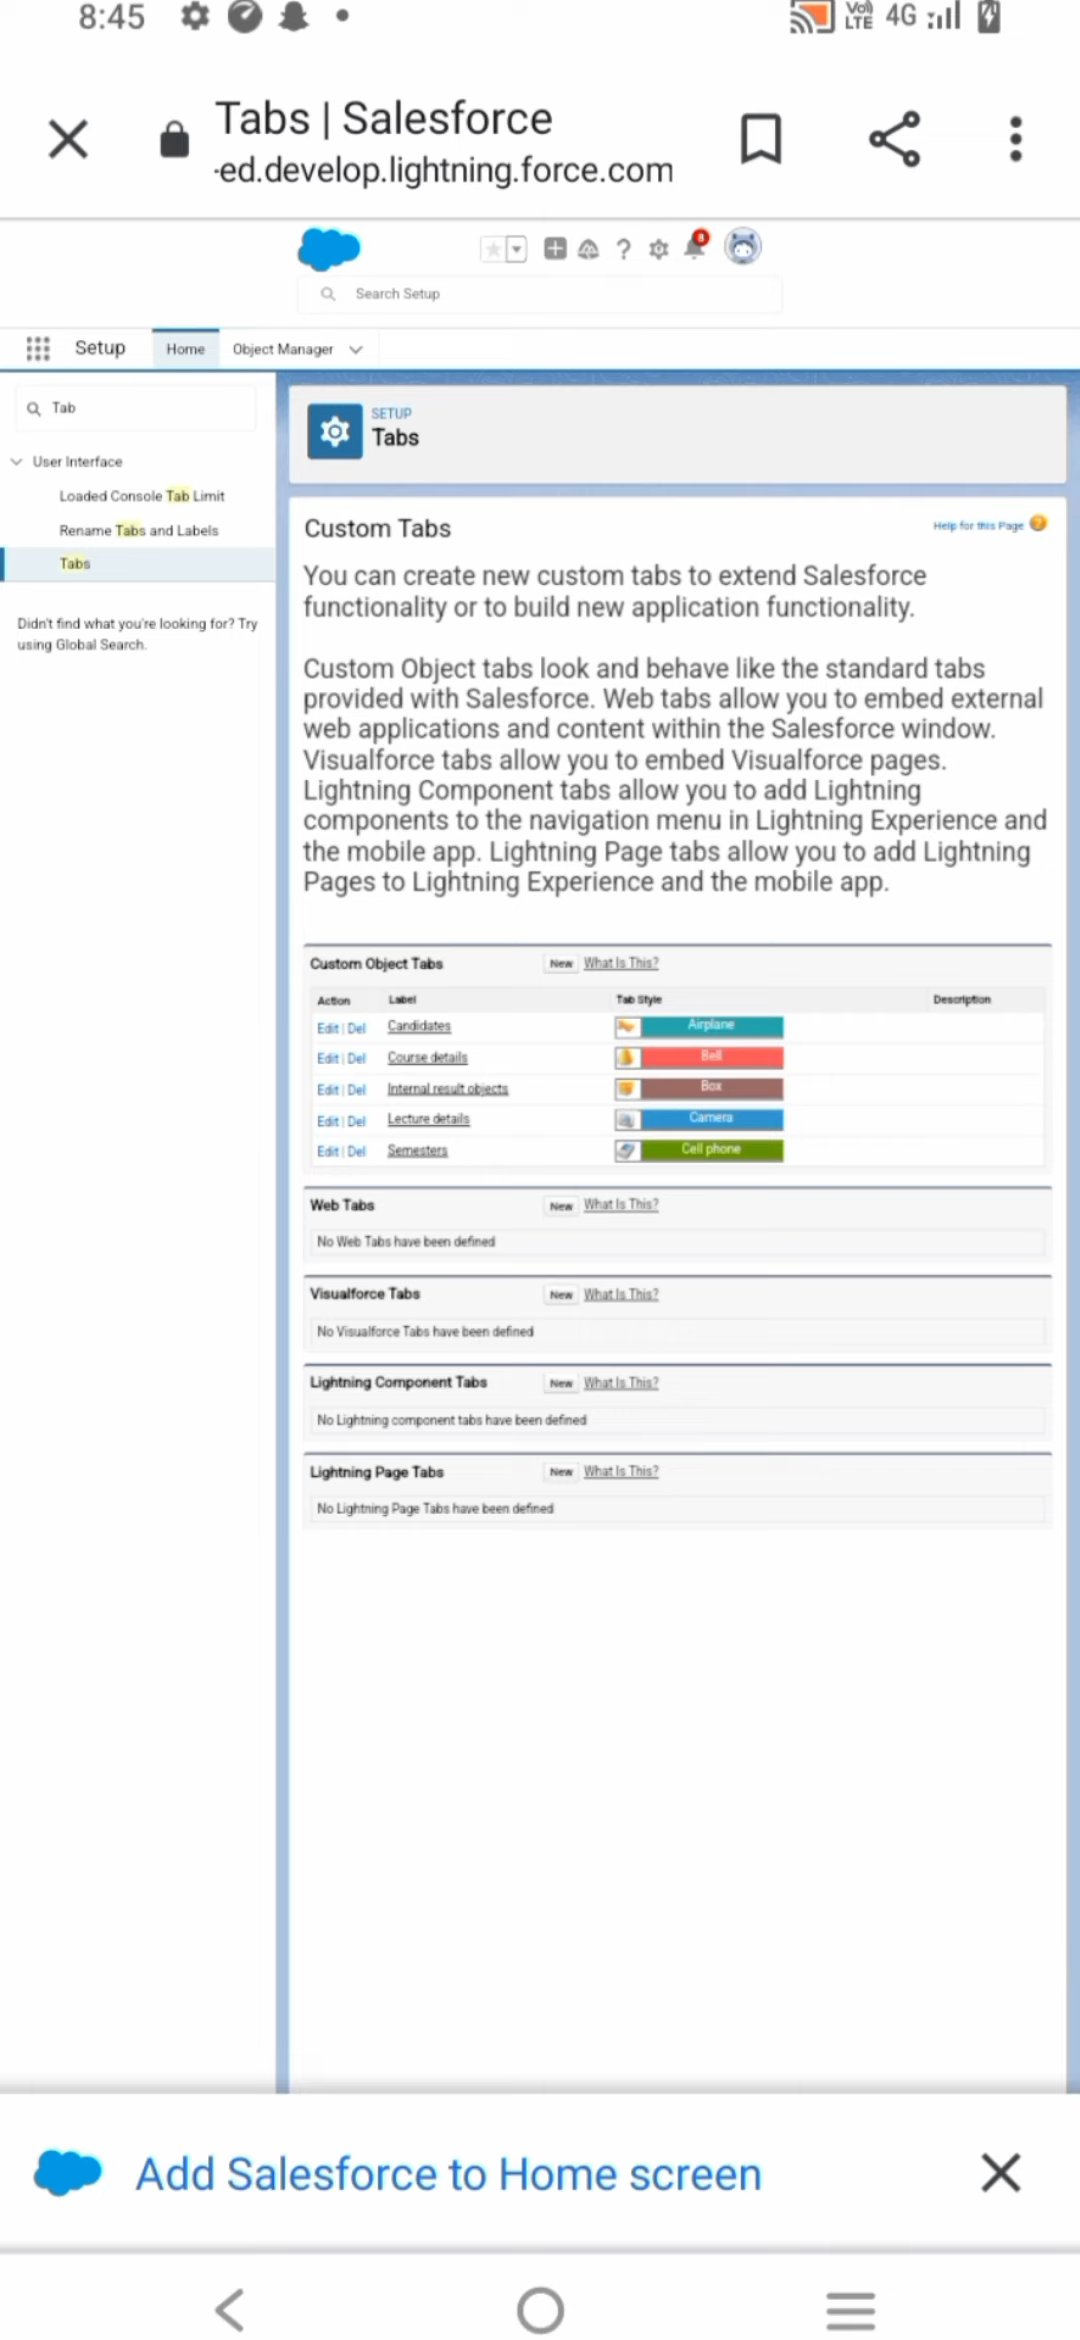 8:45
Vo) LTE 4G
Tabs | Salesforce
-ed.develop.lightning.force.com
8
Search Setup
Setup Home Object Manager
Tab
User Interface
Loaded Console Tab Limit
Rename Tabs and Labels
Tabs
Didn't find what you're looking for? Try
using Global Search.
SETUP
Tabs
Custom Tabs Help for this Page ?
You can create new custom tabs to extend Salesforce
functionality or to build new application functionality.
Custom Object tabs look and behave like the standard tabs
provided with Salesforce. Web tabs allow you to embed external
web applications and content within the Salesforce window.
Visualforce tabs allow you to embed Visualforce pages.
Lightning Component tabs allow you to add Lightning
components to the navigation menu in Lightning Experience and
the mobile app. Lightning Page tabs allow you to add Lightning
Pages to Lightning Experience and the mobile app.
Custom Object Tabs New What Is This?
Action Label Tab Style Description
Edit | Del Candidates Airplane
Edit | Del Course details Bell
Edit | Del Internal result objects Box
Edit | Del Lecture details Camera
Edit | Del Semesters Cell phone
Web Tabs New What Is This?
No Web Tabs have been defined
Visualforce Tabs New What Is This?
No Visualforce Tabs have been defined
Lightning Component Tabs New What Is This?
No Lightning component tabs have been defined
Lightning Page Tabs New What Is This?
No Lightning Page Tabs have been defined
Add Salesforce to Home screen